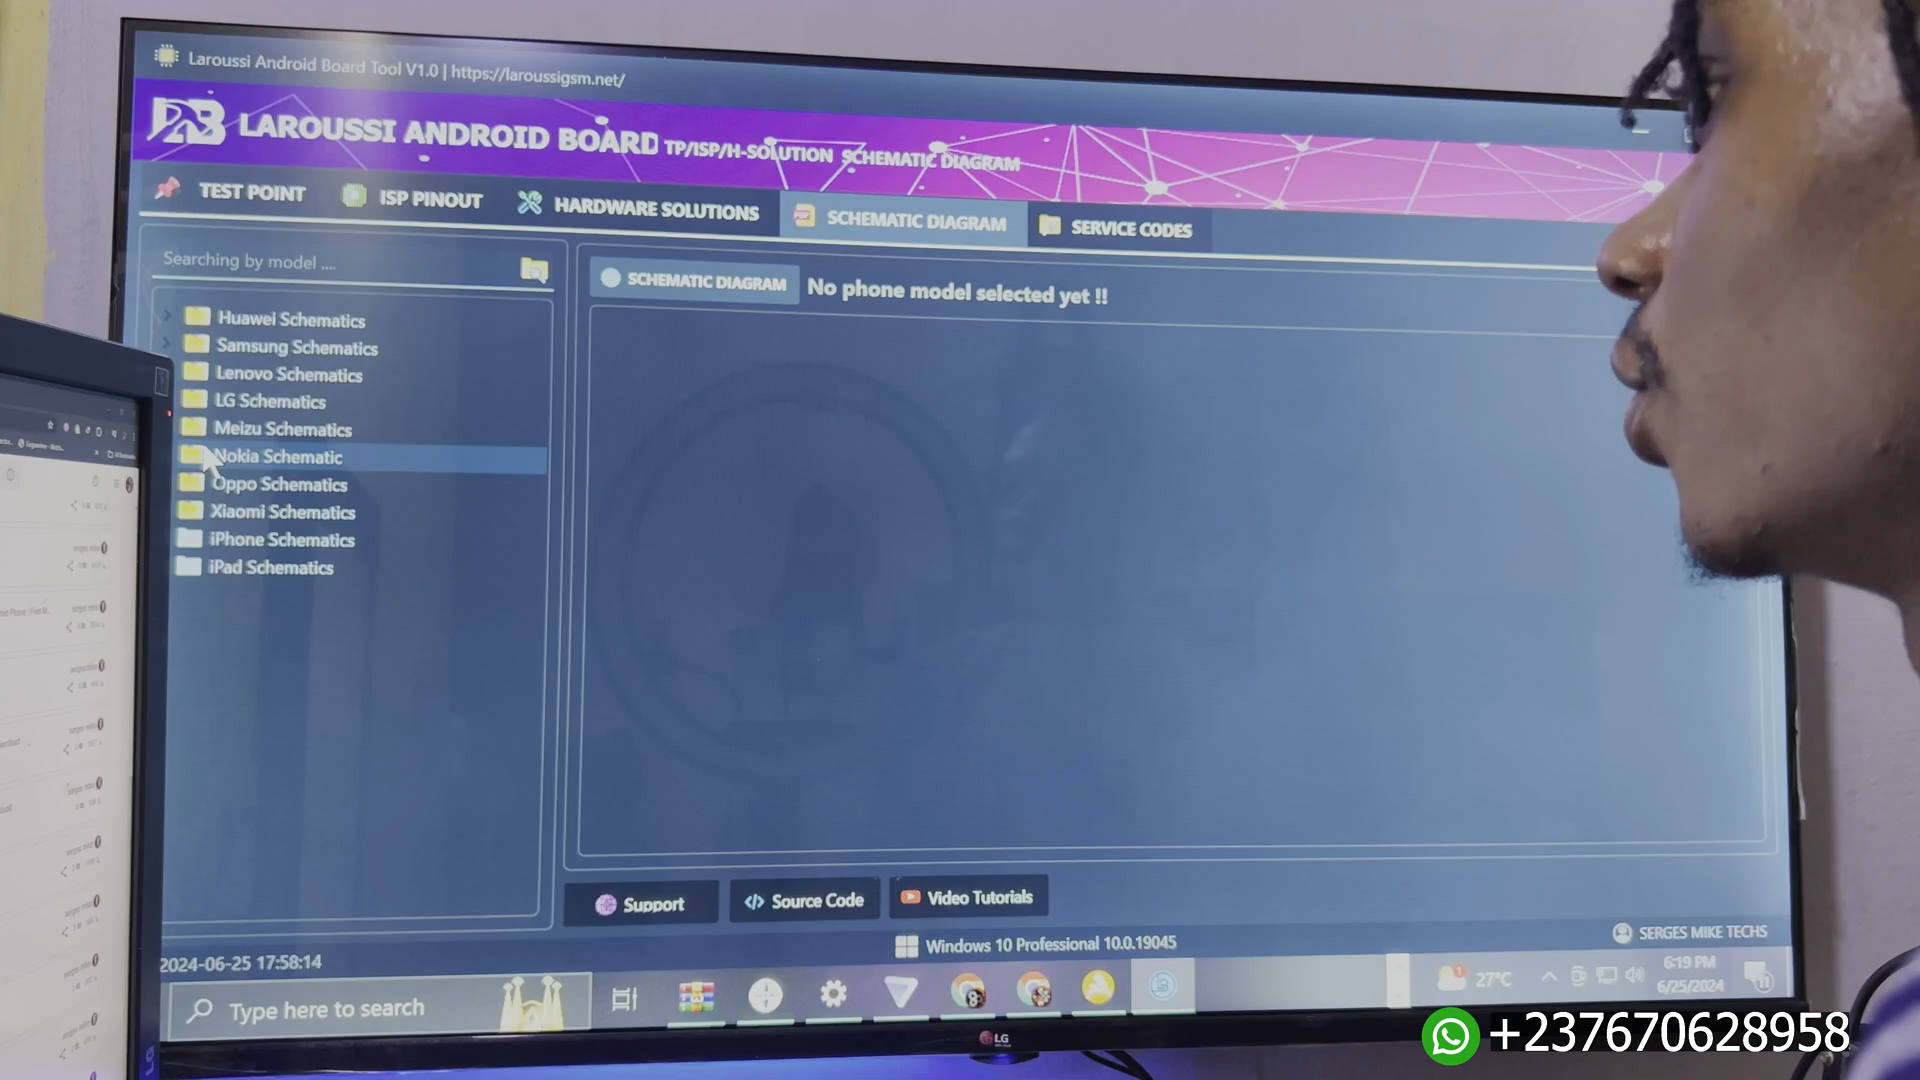 Laroussi Android Board Tool V1.0 | https://laroussigsm.net/
LAROUSSI ANDROID BOARD TP/ISP/H-SOLUTION SCHEMATIC DIAGRAM
TEST POINT ISP PINOUT HARDWARE SOLUTIONS SCHEMATIC DIAGRAM SERVICE CODES
Searching by model ....
SCHEMATIC DIAGRAM No phone model selected yet !!
Huawei Schematics
Samsung Schematics
Lenovo Schematics
LG Schematics
Meizu Schematics
Nokia Schematic
Oppo Schematics
Xiaomi Schematics
iPhone Schematics
iPad Schematics
Support Source Code Video Tutorials
Windows 10 Professional 10.0.19045
SERGES MIKE TECHS
2024-06-25 17:58:14
Type here to search
27°C
6:19 PM
6/25/2024
LG
+237670628958